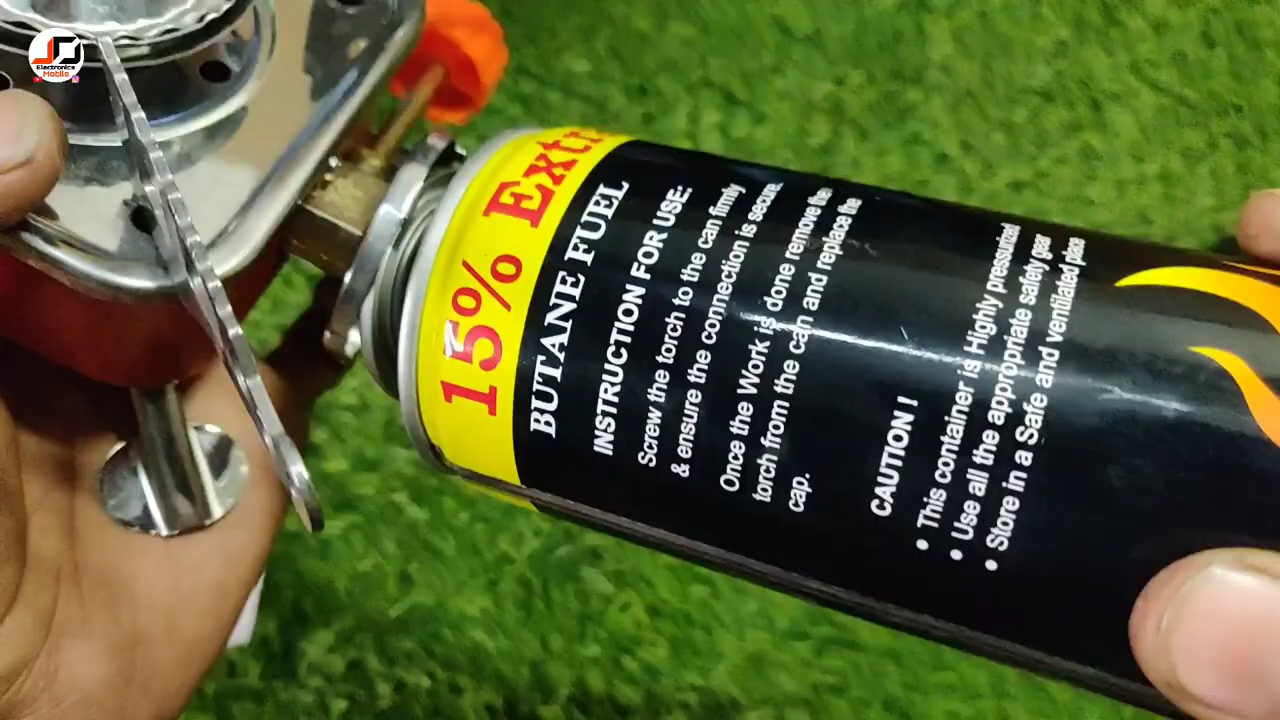 Electronics
Mobile
15% Extr
BUTANE FUEL
INSTRUCTION FOR USE:
Screw the torch to the can firmly
& ensure the connection is secure.
Once the Work is done remove the
torch from the can and replace the
cap.
CAUTION !
• This container is Highly pressurized
• Use all the appropriate safety gear
• Store in a Safe and ventilated place